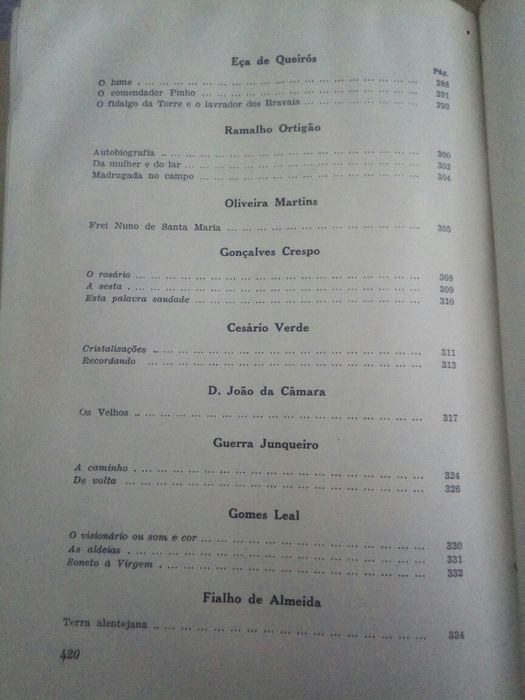 Eça de Queirós
Pág.
O lume . ... ... ... ... ... ... ... ... ... ... ... ... ... ... ... ... 288
O comendador Pinho ... ... ... ... ... ... ... ... ... ... ... ... 291
O fidalgo da Torre e o lavrador dos Bravais ... ... ... ... ... ... 293
Ramalho Ortigão
Autobiografia .. ... ... ... ... ... ... ... ... ... ... ... ... ... ... 300
Da mulher e do lar ... ... ... ... ... ... ... ... ... ... ... ... ... 302
Madrugada no campo ... ... ... ... ... ... ... ... ... ... ... ... 304
Oliveira Martins
Frei Nuno de Santa Maria ... ... ... ... ... ... ... ... ... ... ... 305
Gonçalves Crespo
O rosário ... ... ... ... ... ... ... ... ... ... ... ... ... ... ... 308
A sesta . ... ... ... ... ... ... ... ... ... ... ... ... ... ... ... 309
Esta palavra saudade ... ... ... ... ... ... ... ... ... ... ... ... 310
Cesário Verde
Cristalizações .. ... ... ... ... ... ... ... ... ... ... ... ... ... ... 311
Recordando ... ... ... ... ... ... ... ... ... ... ... ... ... ... ... 313
D. João da Câmara
Os Velhos .. ... ... ... ... ... ... ... ... ... ... ... ... ... ... ... 317
Guerra Junqueiro
A caminho . ... ... ... ... ... ... ... ... ... ... ... ... ... ... ... 324
De volta ... ... ... ... ... ... ... ... ... ... ... ... ... ... ... ... 326
Gomes Leal
O visionário ou som e cor ... ... ... ... ... ... ... ... ... ... ... 330
As aldeias . ... ... ... ... ... ... ... ... ... ... ... ... ... ... ... 331
Soneto à Virgem . ... ... ... ... ... ... ... ... ... ... ... ... ... 332
Fialho de Almeida
Terra alentejana .. ... ... ... ... ... ... ... ... ... ... ... ... ... 334
420